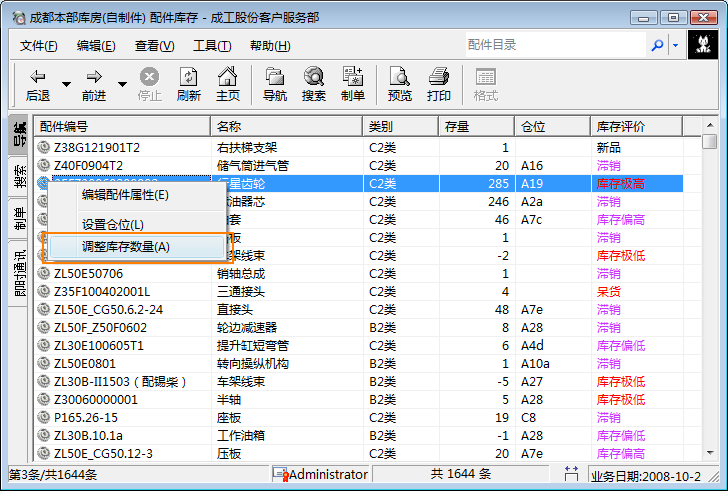 成都本部库房(自制件) 配件库存 - 成工股份客户服务部
文件(F) 编辑(E) 查看(V) 工具(T) 帮助(H) 配件目录
后退 前进 停止 刷新 主页 导航 搜索 制单 预览 打印 格式
导航
搜索
制单
即时通讯
配件编号 名称 类别 存量 仓位 库存评价
Z38G121901T2 右扶梯支架 C2类 1 新品
Z40F0904T2 储气筒进气管 C2类 20 A16 滞销
行星齿轮 C2类 285 A19 库存极高
油器芯 C2类 246 A2a 滞销
套 C2类 46 A7c 库存偏高
板 C2类 1 滞销
架线束 C2类 -2 库存极低
ZL50E50706 销轴总成 C2类 1 滞销
Z35F100402001L 三通接头 C2类 4 呆货
ZL50E_CG50.6.2-24 直接头 C2类 48 A7e 滞销
ZL50F_Z50F0602 轮边减速器 B2类 8 A28 滞销
ZL30E100605T1 提升缸短弯管 C2类 6 A4d 库存偏低
ZL50E0801 转向操纵机构 B2类 1 A10a 滞销
ZL30B-II1503（配锡柴） 车架线束 B2类 -5 A27 库存极低
Z30060000001 半轴 B2类 5 A28 库存极低
P165.26-15 座板 C2类 19 C8 滞销
ZL30B.10.1a 工作油箱 B2类 -1 A28 库存偏低
ZL50E_CG50.12-3 压板 C2类 20 A7e 库存偏高
编辑配件属性(E)
设置仓位(L)
调整库存数量(A)
第3条/共1644条 Administrator 共 1644 条 业务日期:2008-10-2